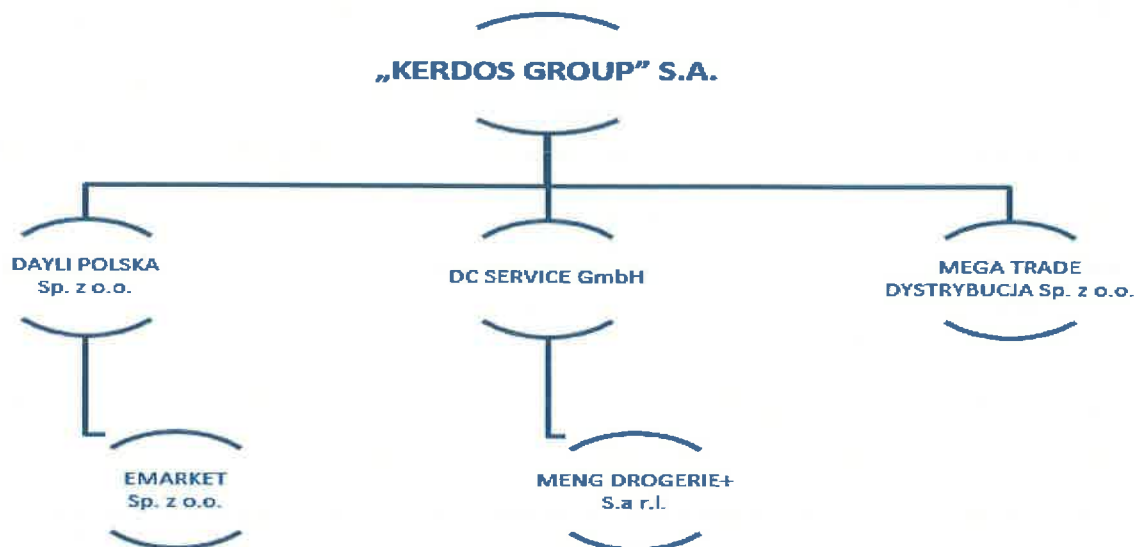 „KERDOS GROUP” S.A.
DAYLI POLSKA
Sp. z o.o.
DC SERVICE GmbH
MEGA TRADE
DYSTRYBUCJA Sp. z o.o.
EMARKET
Sp. z o.o.
MENG DROGERIE+
S.a r.l.